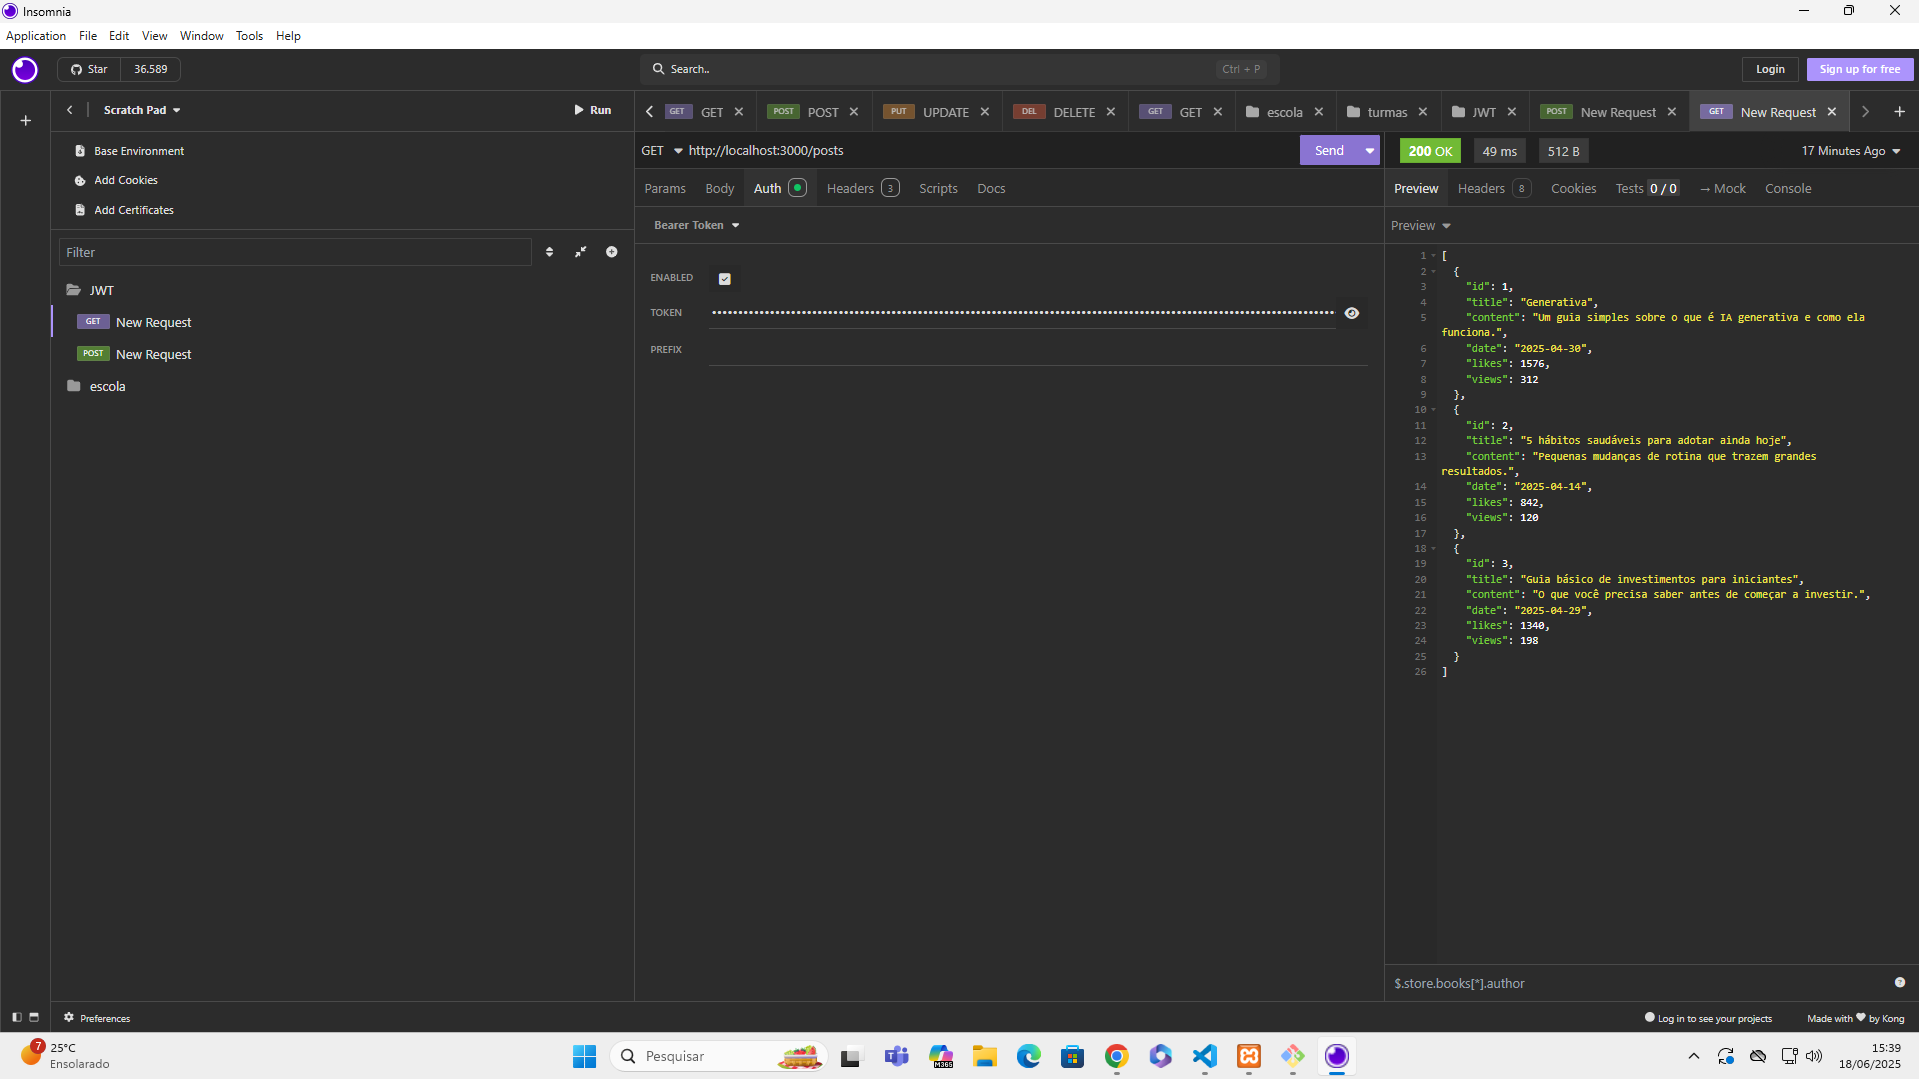 Insomnia
Application File Edit View Window Tools Help
Star 36.589
Search..
Ctrl + P
Login
Sign up for free
Scratch Pad
Run
GET GET
POST POST
PUT UPDATE
DEL DELETE
GET GET
escola
turmas
JWT
POST New Request
GET New Request
Base Environment
Add Cookies
Add Certificates
Filter
JWT
GET New Request
POST New Request
escola
GET http://localhost:3000/posts
Send
Params Body Auth Headers 3 Scripts Docs
Bearer Token
ENABLED
TOKEN
PREFIX
200 OK 49 ms 512 B
17 Minutes Ago
Preview Headers 8 Cookies Tests 0 / 0 → Mock Console
Preview
1 [
2 {
3 "id": 1,
4 "title": "Generativa",
5 "content": "Um guia simples sobre o que é IA generativa e como ela
funciona.",
6 "date": "2025-04-30",
7 "likes": 1576,
8 "views": 312
9 },
10 {
11 "id": 2,
12 "title": "5 hábitos saudáveis para adotar ainda hoje",
13 "content": "Pequenas mudanças de rotina que trazem grandes
resultados.",
14 "date": "2025-04-14",
15 "likes": 842,
16 "views": 120
17 },
18 {
19 "id": 3,
20 "title": "Guia básico de investimentos para iniciantes",
21 "content": "O que você precisa saber antes de começar a investir.",
22 "date": "2025-04-29",
23 "likes": 1340,
24 "views": 198
25 }
26 ]
$.store.books[*].author
Preferences
Log in to see your projects
Made with ♥ by Kong
7
25°C
Ensolarado
Pesquisar
M365
15:39
18/06/2025